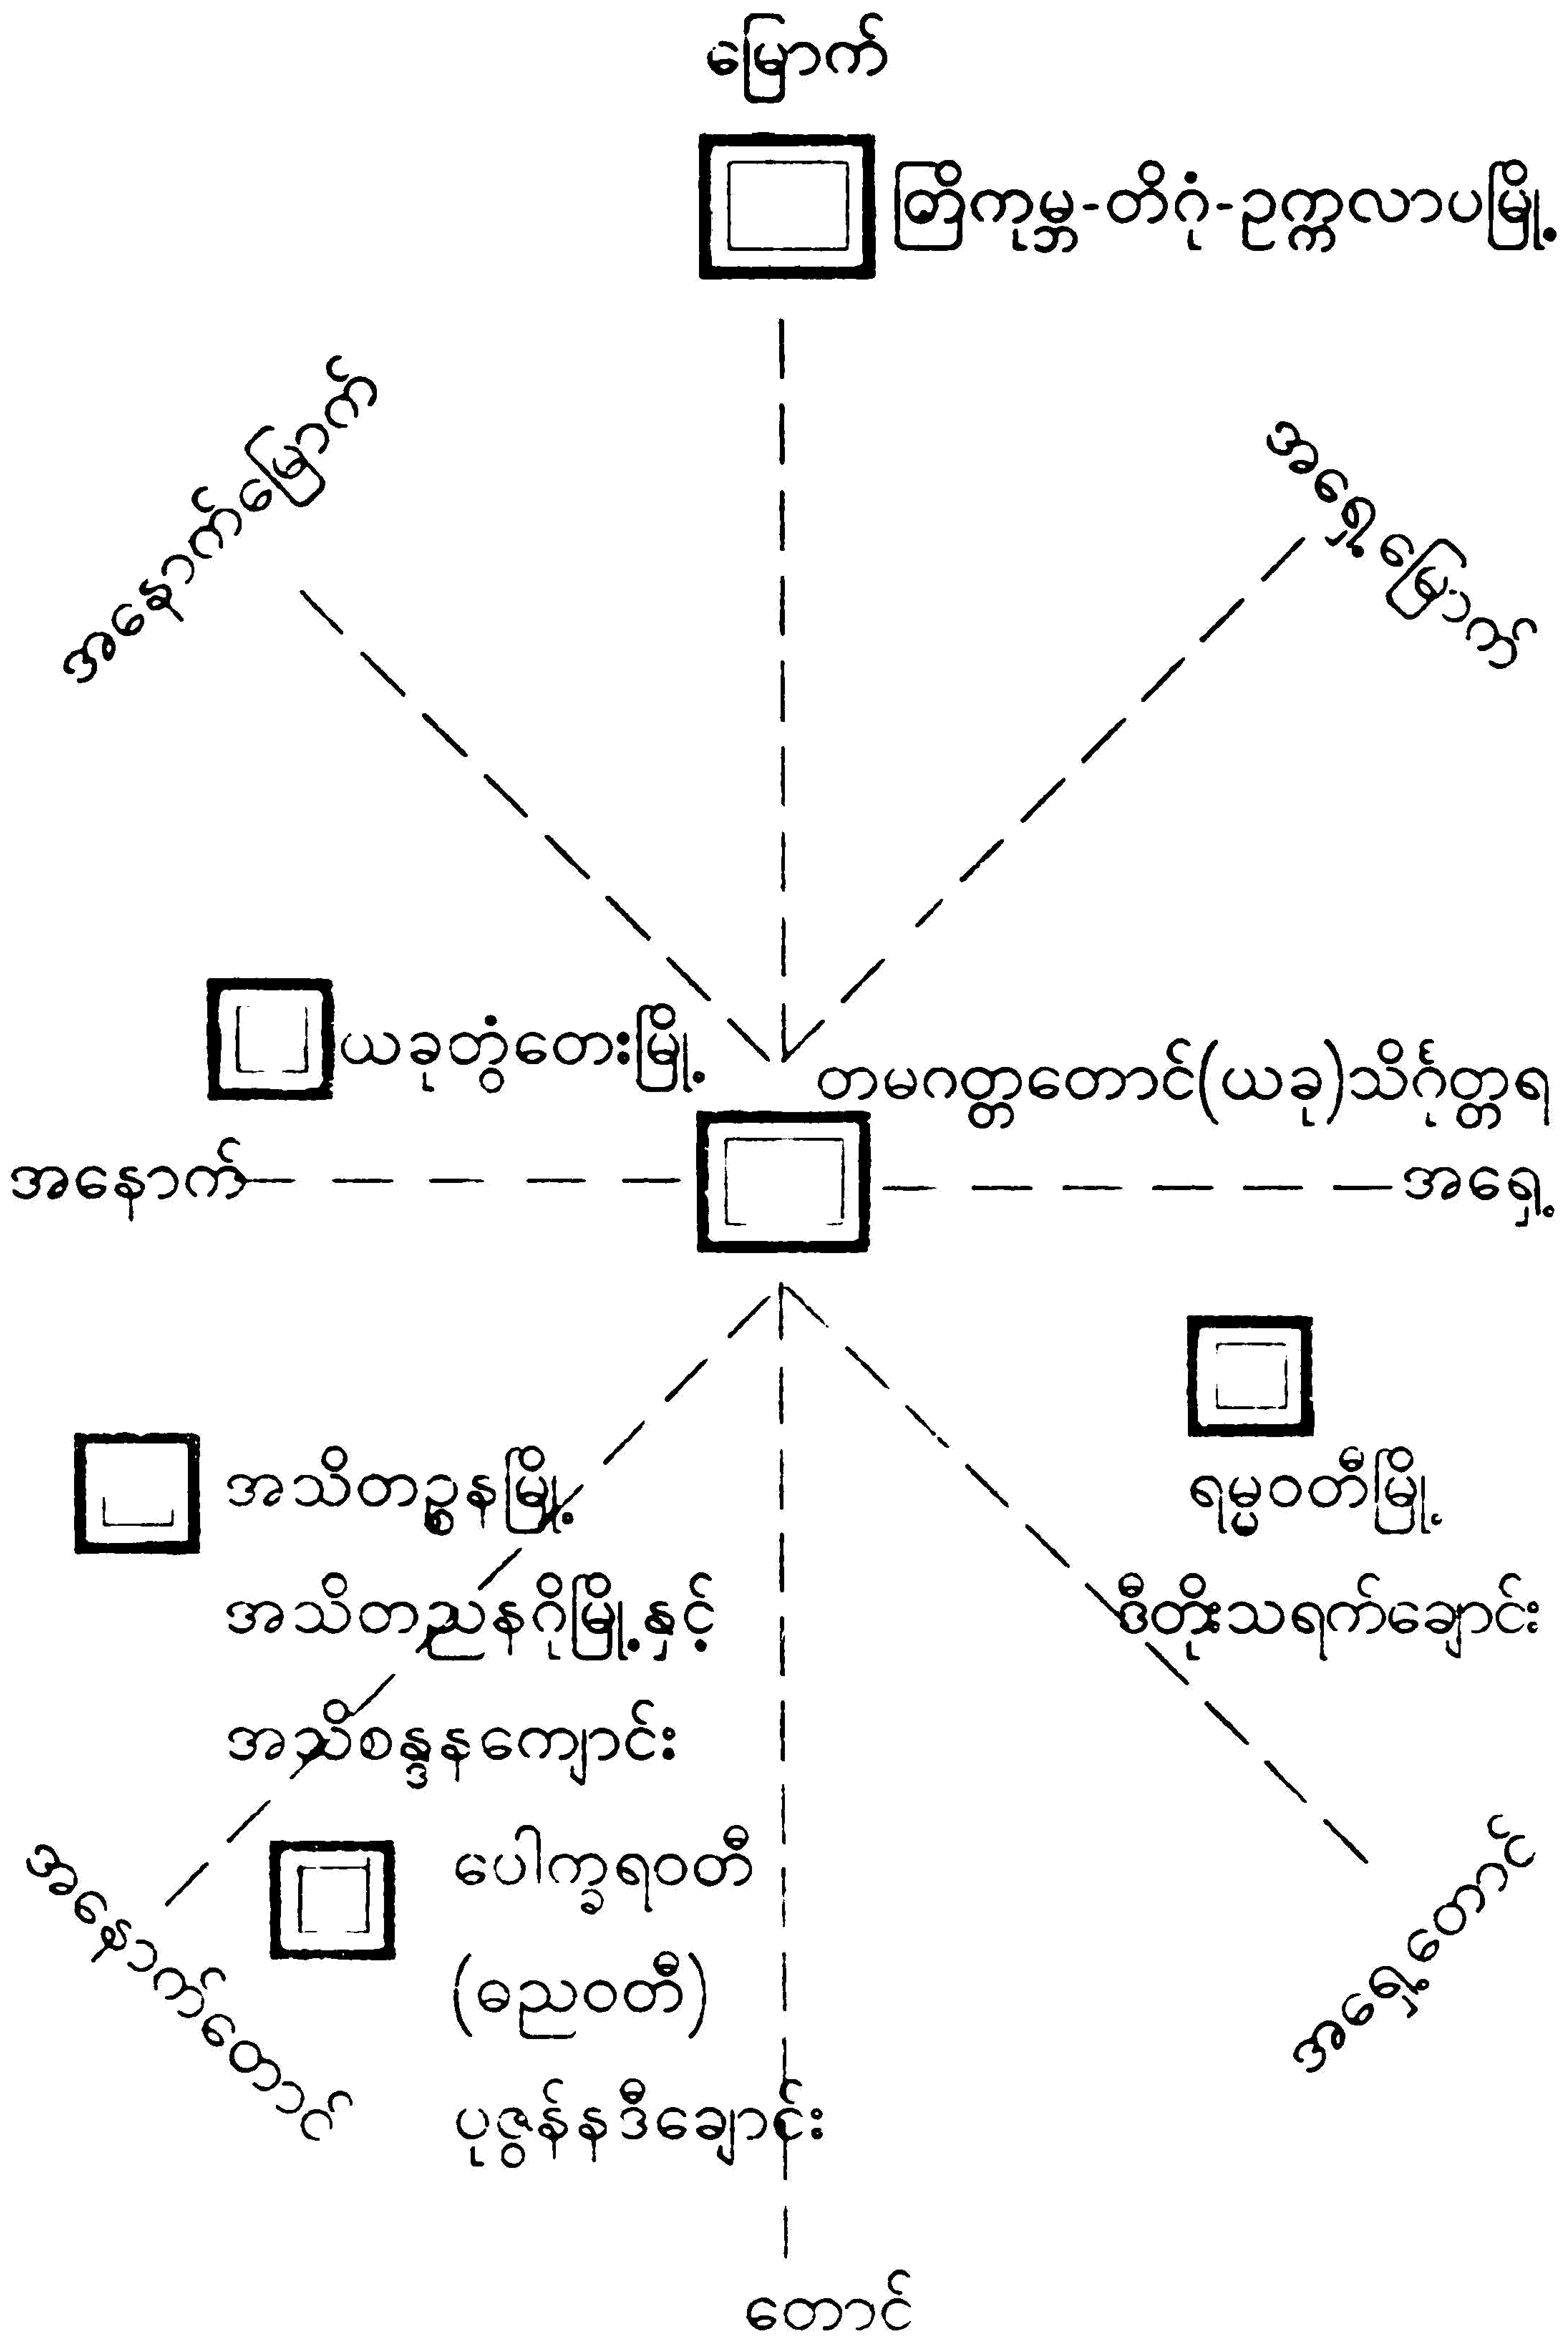 မြောက်
တြိကုမ္ဘ-တိဂုံ-ဥက္ကလာပမြို့
အနောက်မြောက်
အရှေ့မြောက်
ယခုတွံတေးမြို့
တမဂတ္တတောင်(ယခု)သိင်္ဂုတ္တရ
အနောက်
အရှေ့
အသိတဉ္စနမြို့
ရမ္မဝတီမြို့
အသိတညနဂိုမြို့နှင့်
ဒီတိုးသရက်ချောင်း
အသိစန္ဒနကျောင်း
ပေါက္ခရဝတီ
(ဓညဝတီ)
ပုဇွန်နဒီချောင်း
အနောက်တောင်
အရှေ့တောင်
တောင်